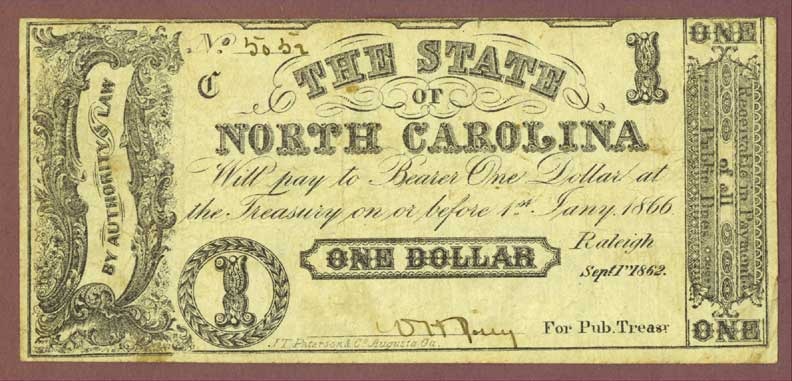 No. 5052
C
THE STATE
OF
NORTH CAROLINA
1
Will pay to Bearer One Dollar at
the Treasury on or before 1st. Jany. 1866
Raleigh
Sept. 1st 1862.
ONE DOLLAR
1
For Pub. Treasr
J.T. Paterson & Co. Augusta, Ga.
BY AUTHORITY OF LAW
ONE
Receivable in Payment
of all
Public Dues
ONE